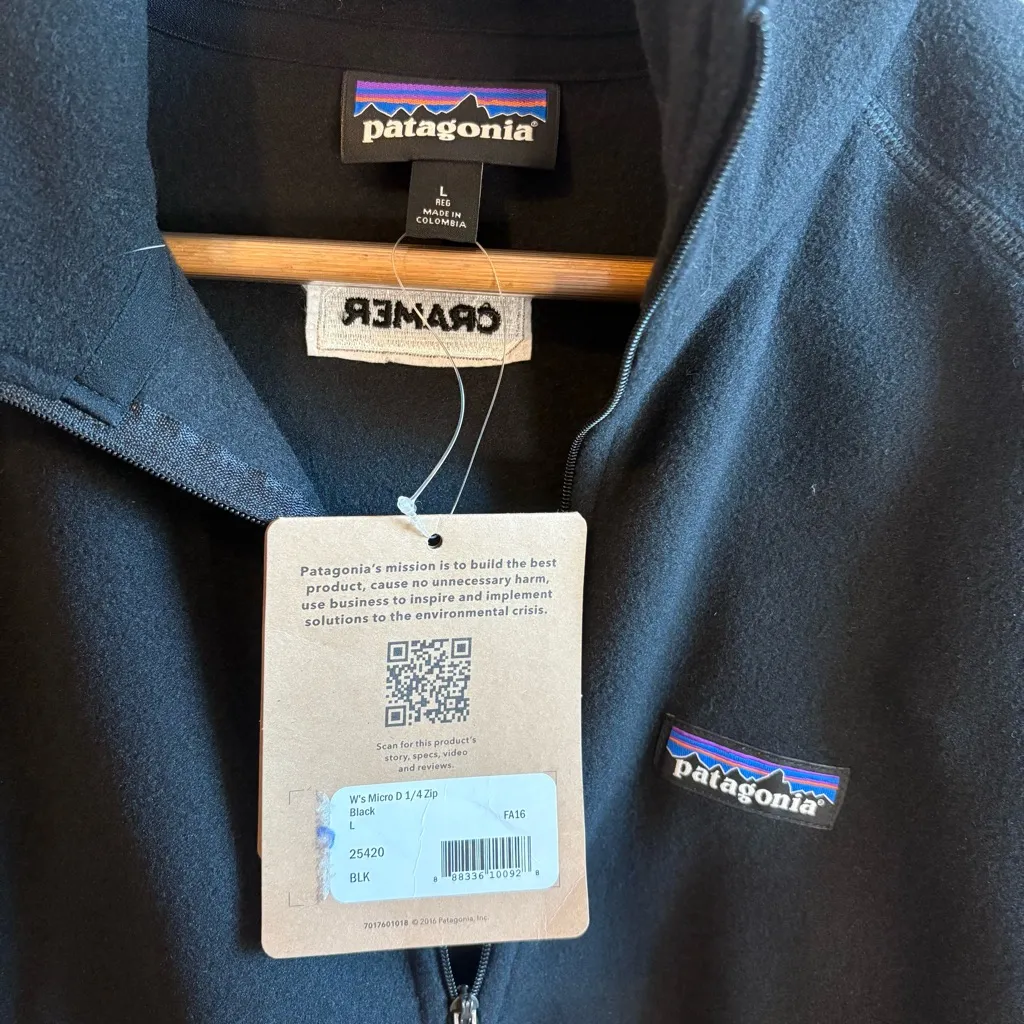 patagonia®
L
REG
MADE IN
COLOMBIA
CRAMER
Patagonia's mission is to build the best
product, cause no unnecessary harm,
use business to inspire and implement
solutions to the environmental crisis.
Scan for this product's
story, specs, video
and reviews.
W's Micro D 1/4 Zip
Black
FA16
L
25420
BLK
8 88336 10092 8
7017601018 © 2016 Patagonia, Inc.
patagonia®